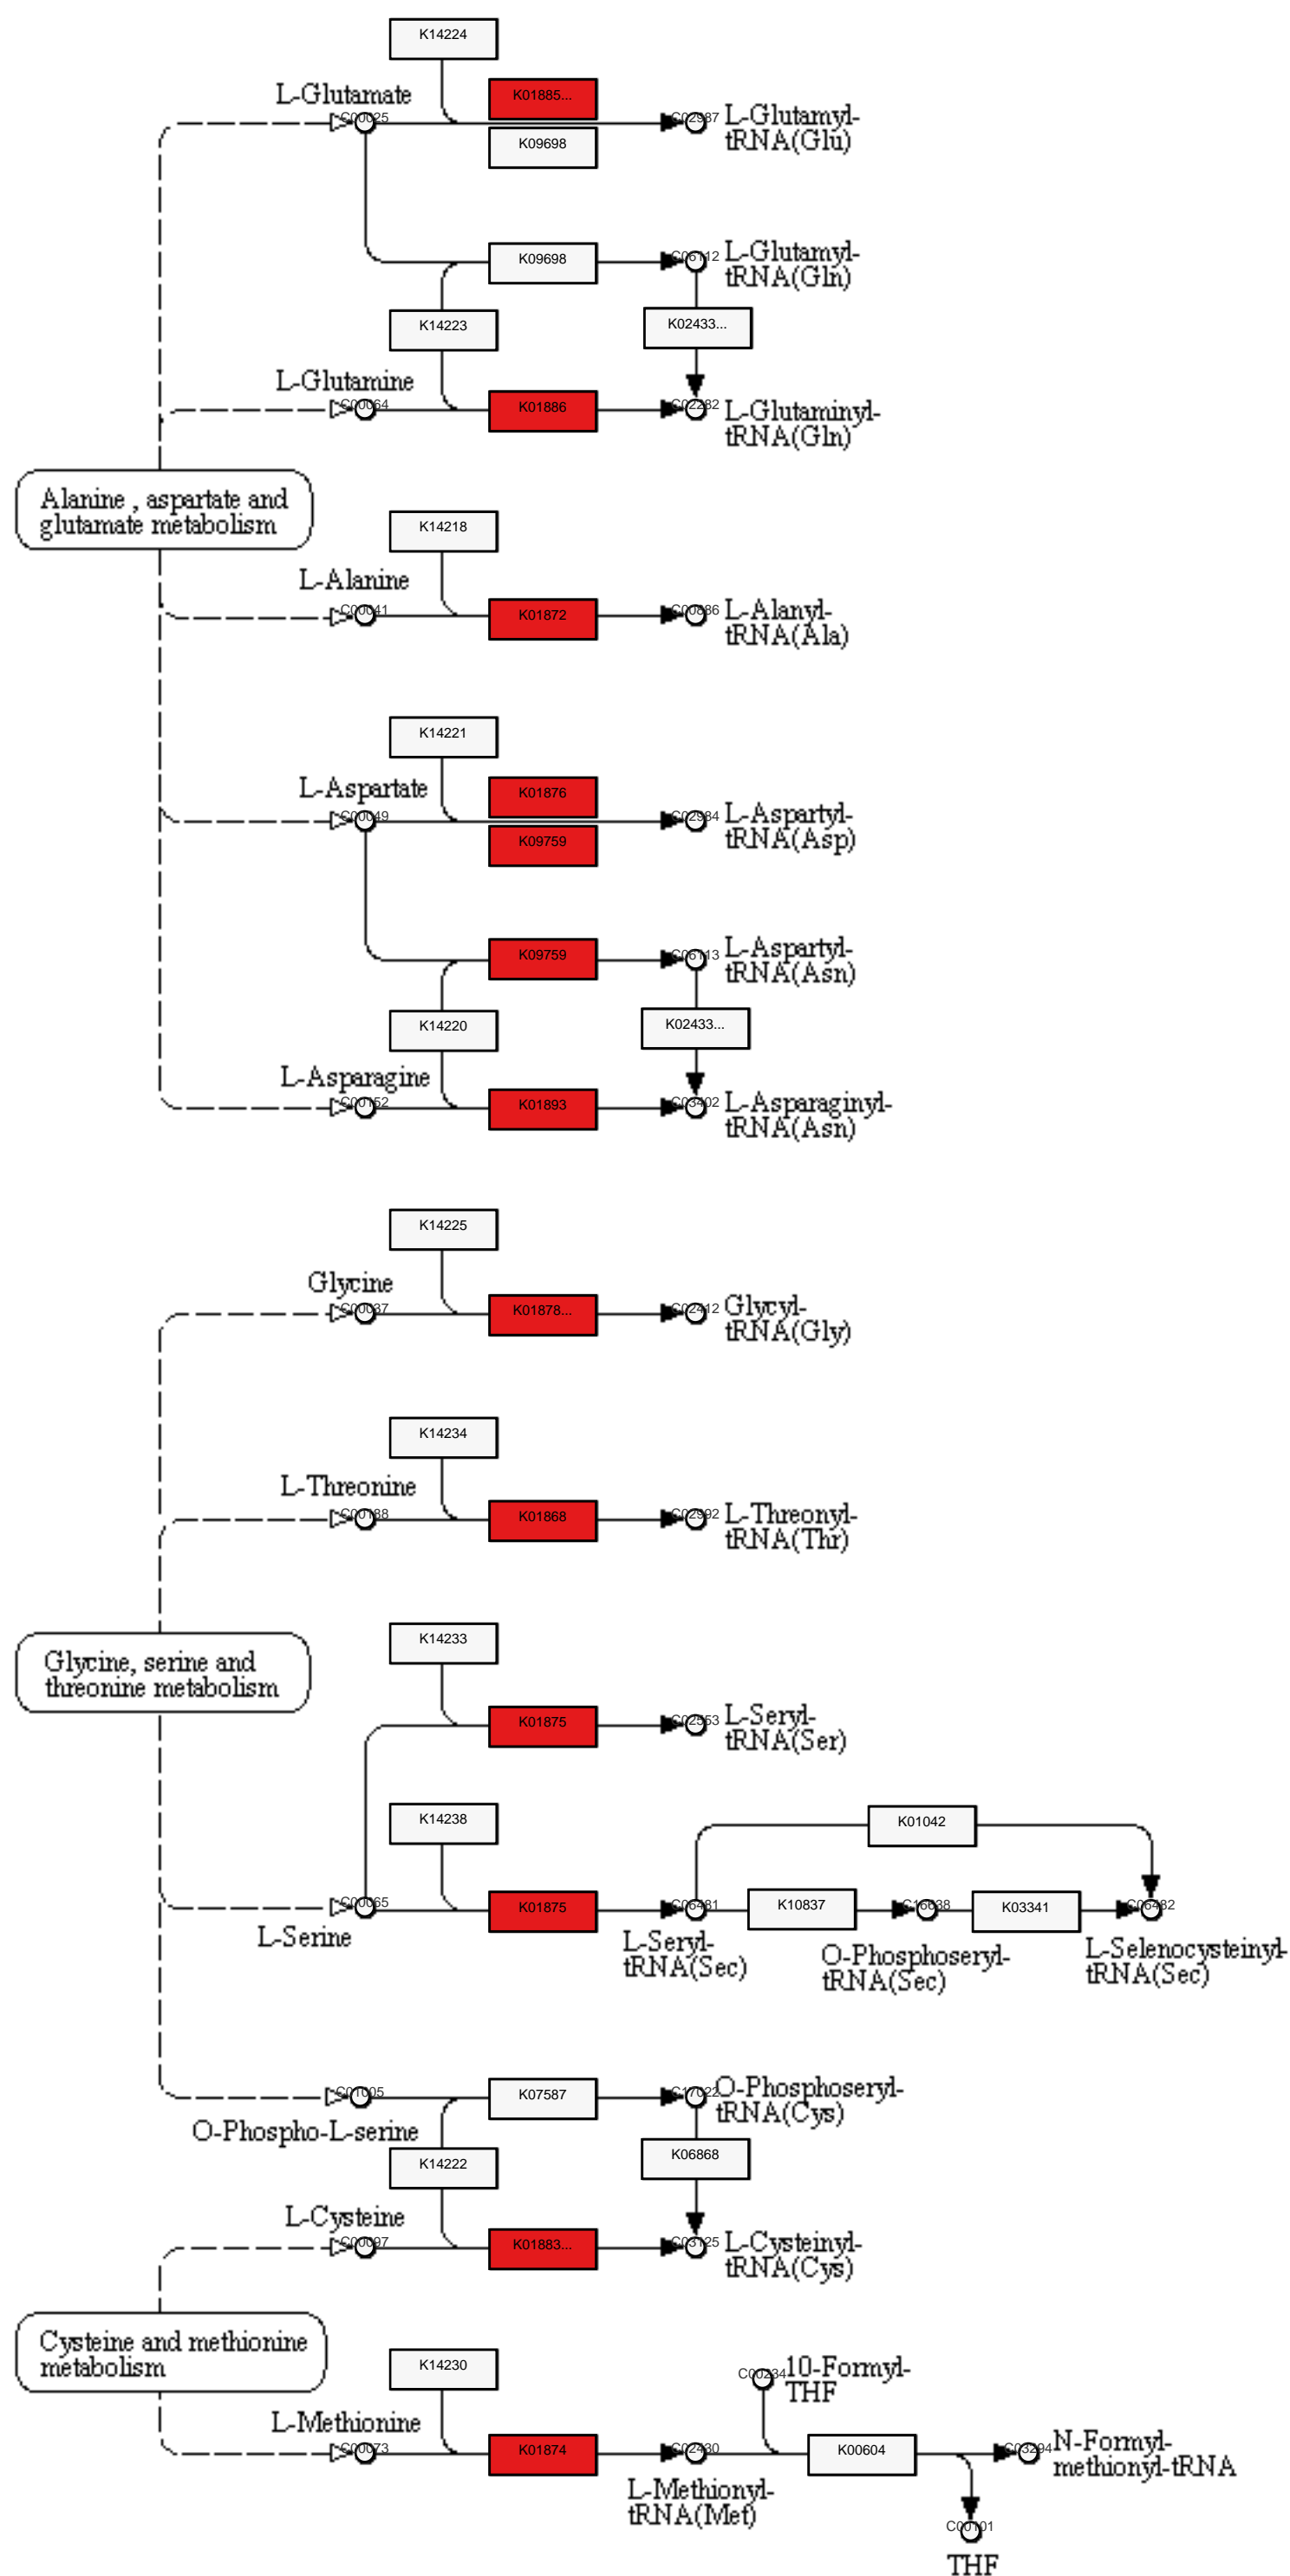 K14224
L-Glutamate
K01885...
C00025
C02987
L-Glutamyl-
tRNA(Glu)
K09698
K09698
C06112
L-Glutamyl-
tRNA(Gln)
K14223
K02433...
L-Glutamine
C00064
K01886
C02282
L-Glutaminyl-
tRNA(Gln)
Alanine , aspartate and
glutamate metabolism
K14218
L-Alanine
C00041
K01872
C00886
L-Alanyl-
tRNA(Ala)
K14221
L-Aspartate
K01876
C00049
C02984
L-Aspartyl-
tRNA(Asp)
K09759
K09759
C06113
L-Aspartyl-
tRNA(Asn)
K14220
K02433...
L-Asparagine
C00152
K01893
C03402
L-Asparaginyl-
tRNA(Asn)
K14225
Glycine
C00037
K01878...
C02412
Glycyl-
tRNA(Gly)
K14234
L-Threonine
C00188
K01868
C02992
L-Threonyl-
tRNA(Thr)
Glycine, serine and
threonine metabolism
K14233
K01875
C02553
L-Seryl-
tRNA(Ser)
K14238
K01042
C00065
L-Serine
K01875
C06481
L-Seryl-
tRNA(Sec)
K10837
C16638
O-Phosphoseryl-
tRNA(Sec)
K03341
C06482
L-Selenocysteinyl-
tRNA(Sec)
C01005
O-Phospho-L-serine
K07587
C17022
O-Phosphoseryl-
tRNA(Cys)
K14222
K06868
L-Cysteine
C00097
K01883...
C03125
L-Cysteinyl-
tRNA(Cys)
Cysteine and methionine
metabolism
K14230
L-Methionine
C00073
K01874
C02430
L-Methionyl-
tRNA(Met)
C00234
10-Formyl-
THF
K00604
C03294
N-Formyl-
methionyl-tRNA
C00101
THF